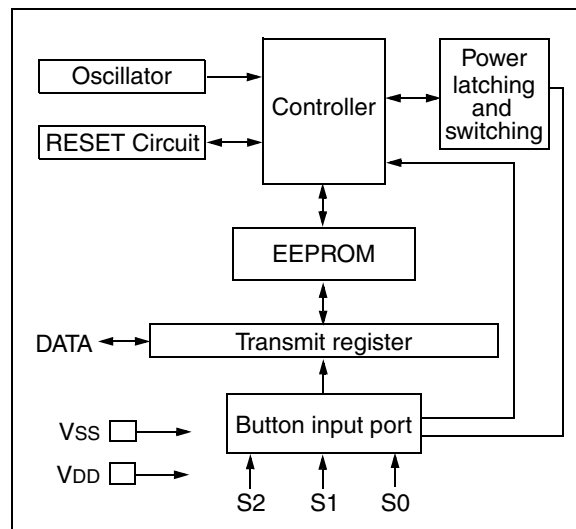 Oscillator
RESET Circuit
Controller
Power
latching
and
switching
EEPROM
DATA
Transmit register
Button input port
VSS
VDD
S2 S1 S0